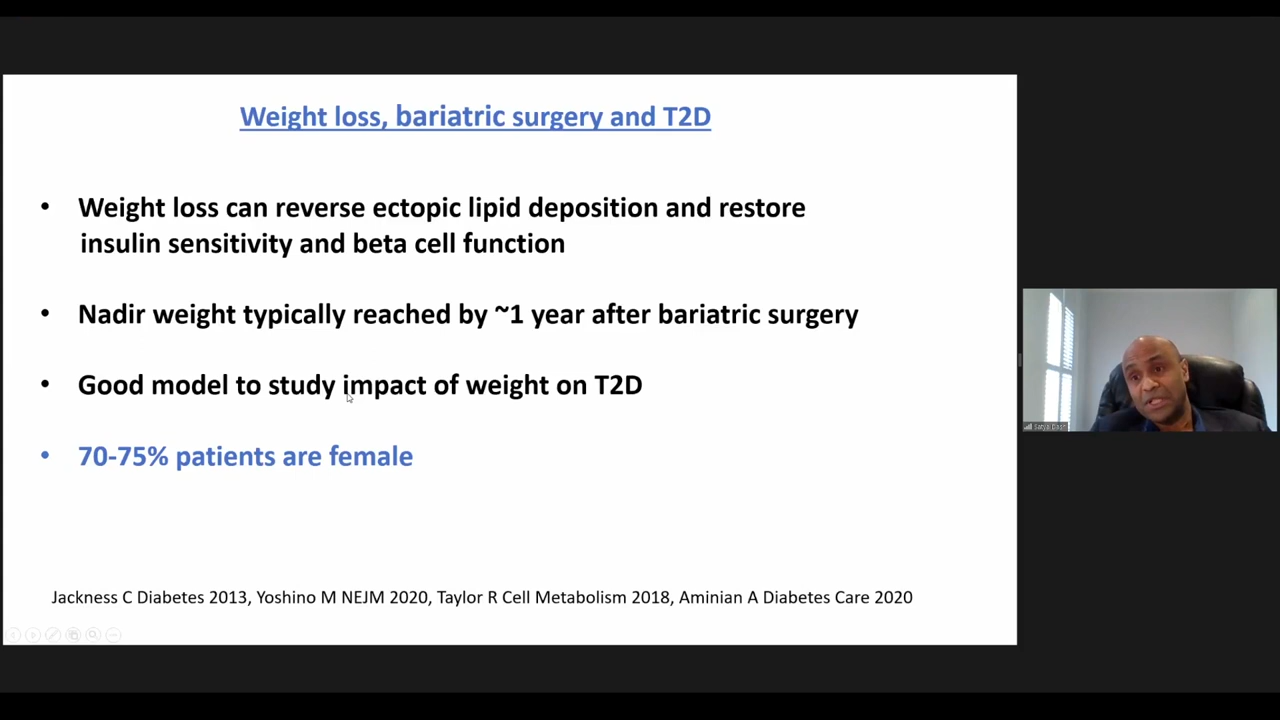 Weight loss, bariatric surgery and T2D
• Weight loss can reverse ectopic lipid deposition and restore
insulin sensitivity and beta cell function
• Nadir weight typically reached by ~1 year after bariatric surgery
• Good model to study impact of weight on T2D
• 70-75% patients are female
Jackness C Diabetes 2013, Yoshino M NEJM 2020, Taylor R Cell Metabolism 2018, Aminian A Diabetes Care 2020